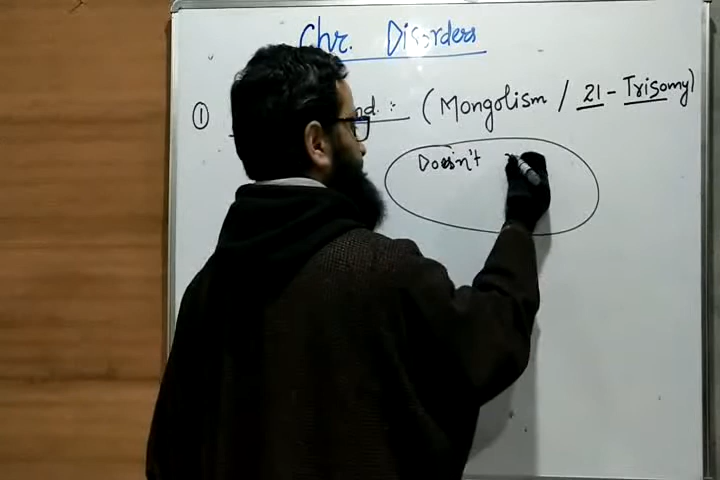 Chr. Disorders
① nd. :- (Mongolism / 21 - Trisomy)
Doesn't